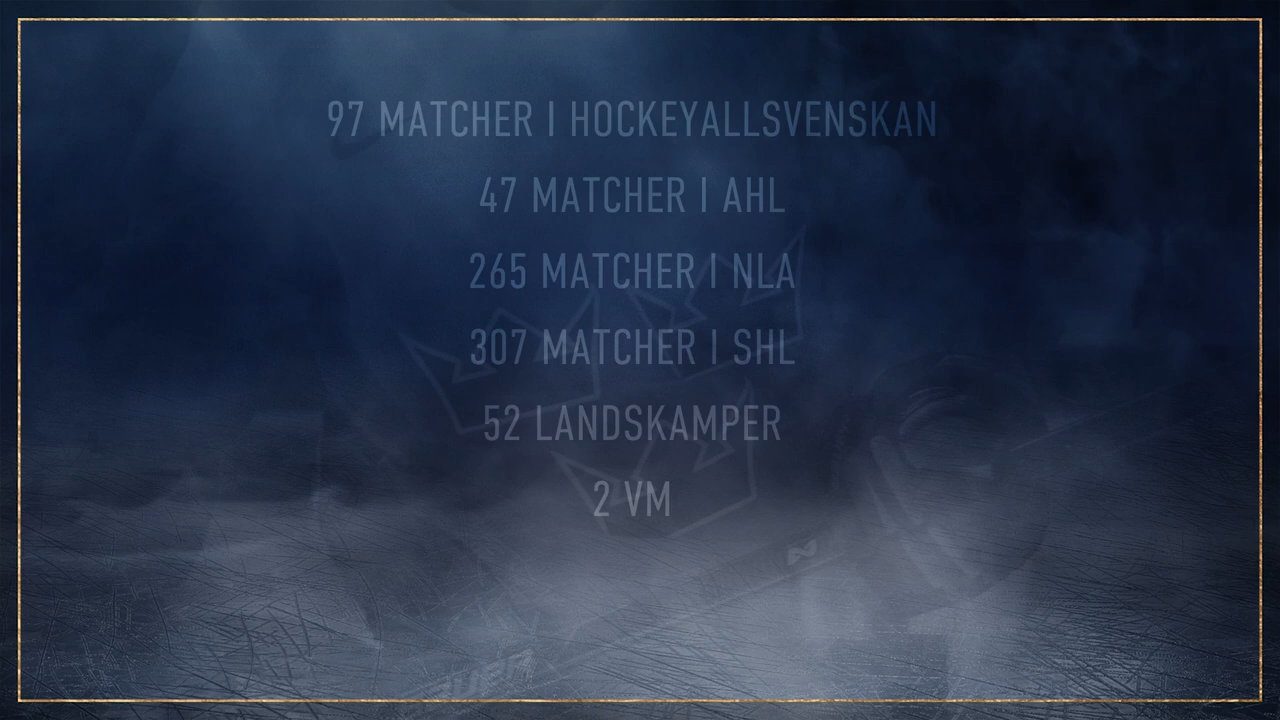 97 MATCHER I HOCKEYALLSVENSKAN
47 MATCHER I AHL
265 MATCHER I NLA
307 MATCHER I SHL
52 LANDSKAMPER
2 VM